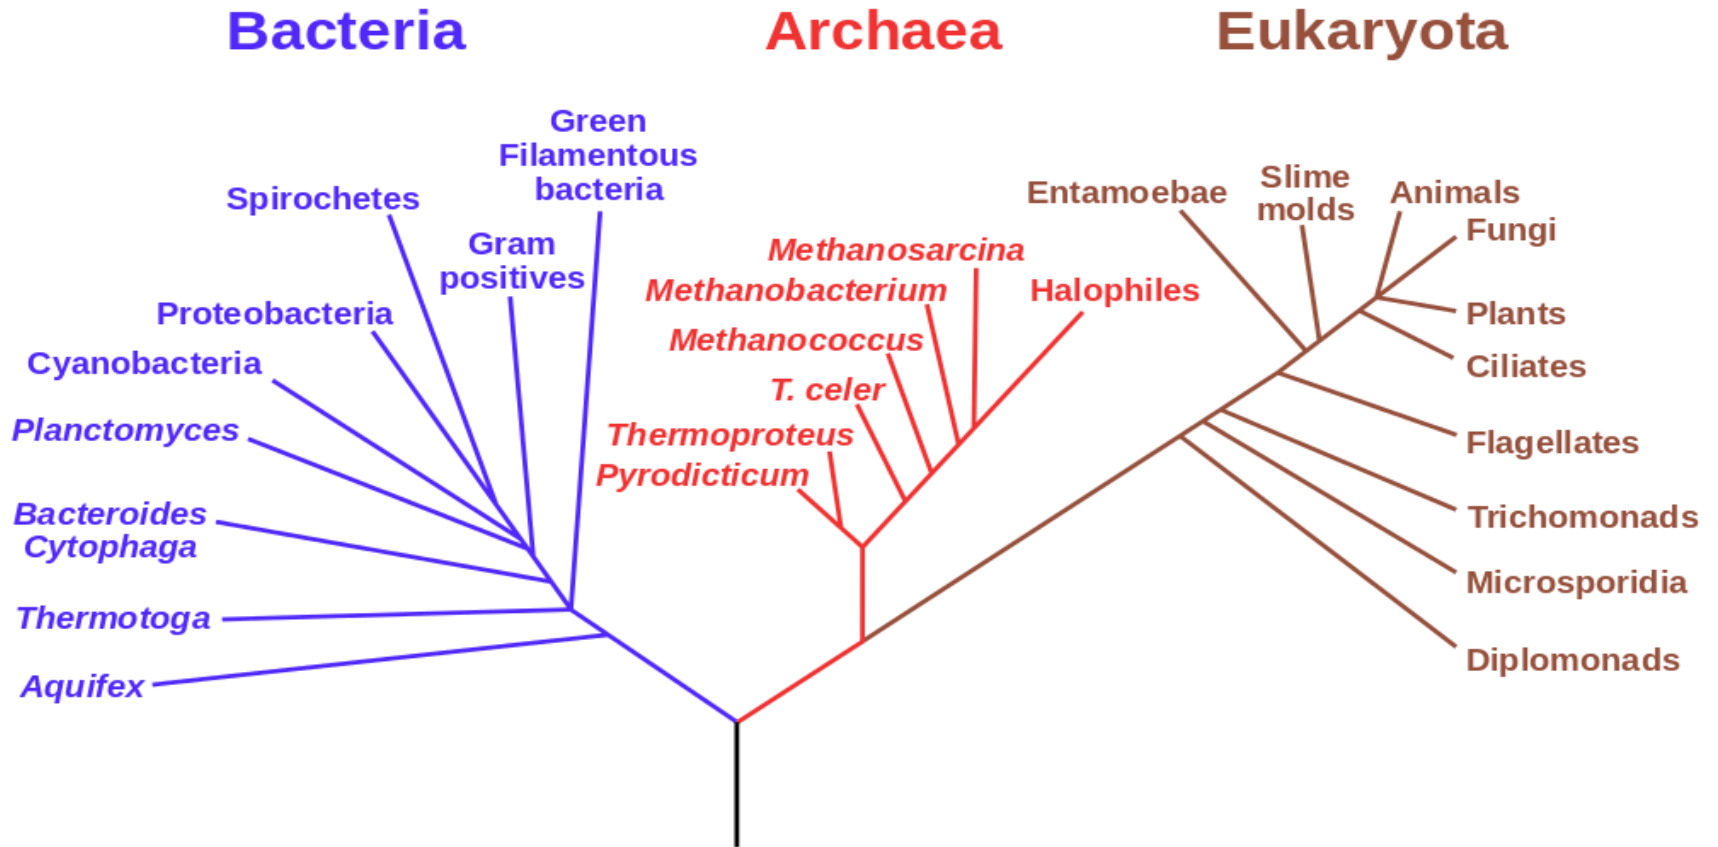 Bacteria
Archaea
Eukaryota
Green
Filamentous
bacteria
Spirochetes
Gram
positives
Proteobacteria
Cyanobacteria
Planctomyces
Bacteroides
Cytophaga
Thermotoga
Aquifex
Methanosarcina
Methanobacterium
Halophiles
Methanococcus
T. celer
Thermoproteus
Pyrodicticum
Entamoebae
Slime
molds
Animals
Fungi
Plants
Ciliates
Flagellates
Trichomonads
Microsporidia
Diplomonads